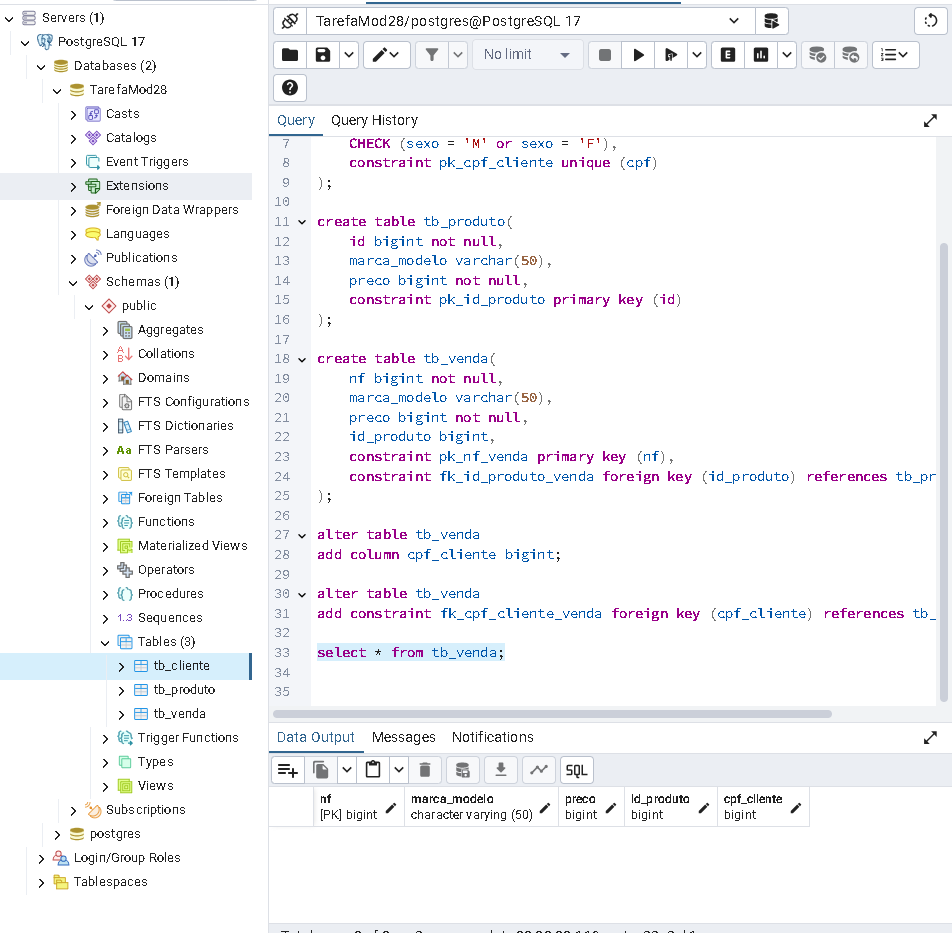 Servers (1)
PostgreSQL 17
Databases (2)
TarefaMod28
Casts
Catalogs
Event Triggers
Extensions
Foreign Data Wrappers
Languages
Publications
Schemas (1)
public
Aggregates
Collations
Domains
FTS Configurations
FTS Dictionaries
Aa FTS Parsers
FTS Templates
Foreign Tables
Functions
Materialized Views
Operators
Procedures
1.3 Sequences
Tables (3)
tb_cliente
tb_produto
tb_venda
Trigger Functions
Types
Views
Subscriptions
postgres
Login/Group Roles
Tablespaces
TarefaMod28/postgres@PostgreSQL 17
No limit
E
Query Query History
7 CHECK (sexo = 'M' or sexo = 'F'),
8 constraint pk_cpf_cliente unique (cpf)
9 );
10
11 create table tb_produto(
12 id bigint not null,
13 marca_modelo varchar(50),
14 preco bigint not null,
15 constraint pk_id_produto primary key (id)
16 );
17
18 create table tb_venda(
19 nf bigint not null,
20 marca_modelo varchar(50),
21 preco bigint not null,
22 id_produto bigint,
23 constraint pk_nf_venda primary key (nf),
24 constraint fk_id_produto_venda foreign key (id_produto) references tb_pr
25 );
26
27 alter table tb_venda
28 add column cpf_cliente bigint;
29
30 alter table tb_venda
31 add constraint fk_cpf_cliente_venda foreign key (cpf_cliente) references tb_
32
33 select * from tb_venda;
34
35
Data Output Messages Notifications
SQL
nf marca_modelo preco id_produto cpf_cliente
[PK] bigint character varying (50) bigint bigint bigint